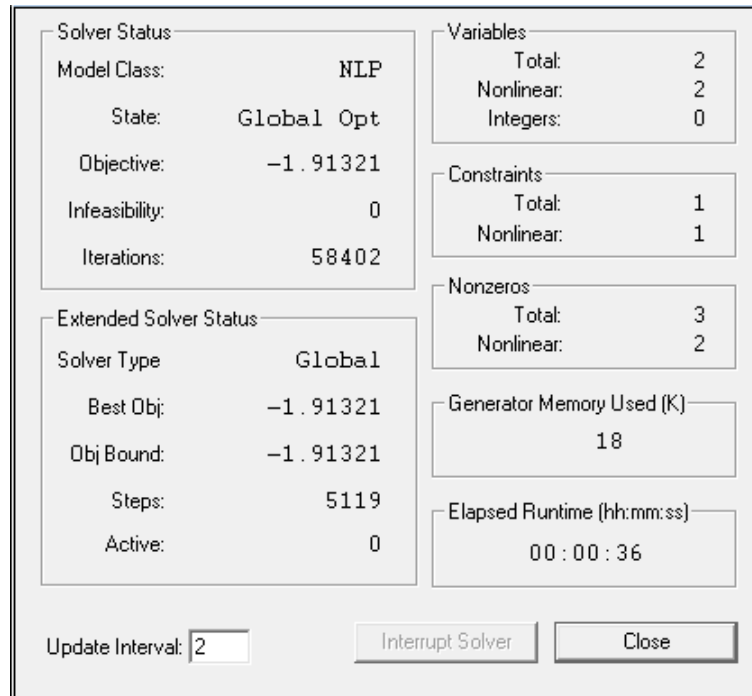 Solver Status
Model Class: NLP
State: Global Opt
Objective: -1.91321
Infeasibility: 0
Iterations: 58402
Extended Solver Status
Solver Type Global
Best Obj: -1.91321
Obj Bound: -1.91321
Steps: 5119
Active: 0
Variables
Total: 2
Nonlinear: 2
Integers: 0
Constraints
Total: 1
Nonlinear: 1
Nonzeros
Total: 3
Nonlinear: 2
Generator Memory Used (K)
18
Elapsed Runtime (hh:mm:ss)
00:00:36
Update Interval: 2
Interrupt Solver
Close